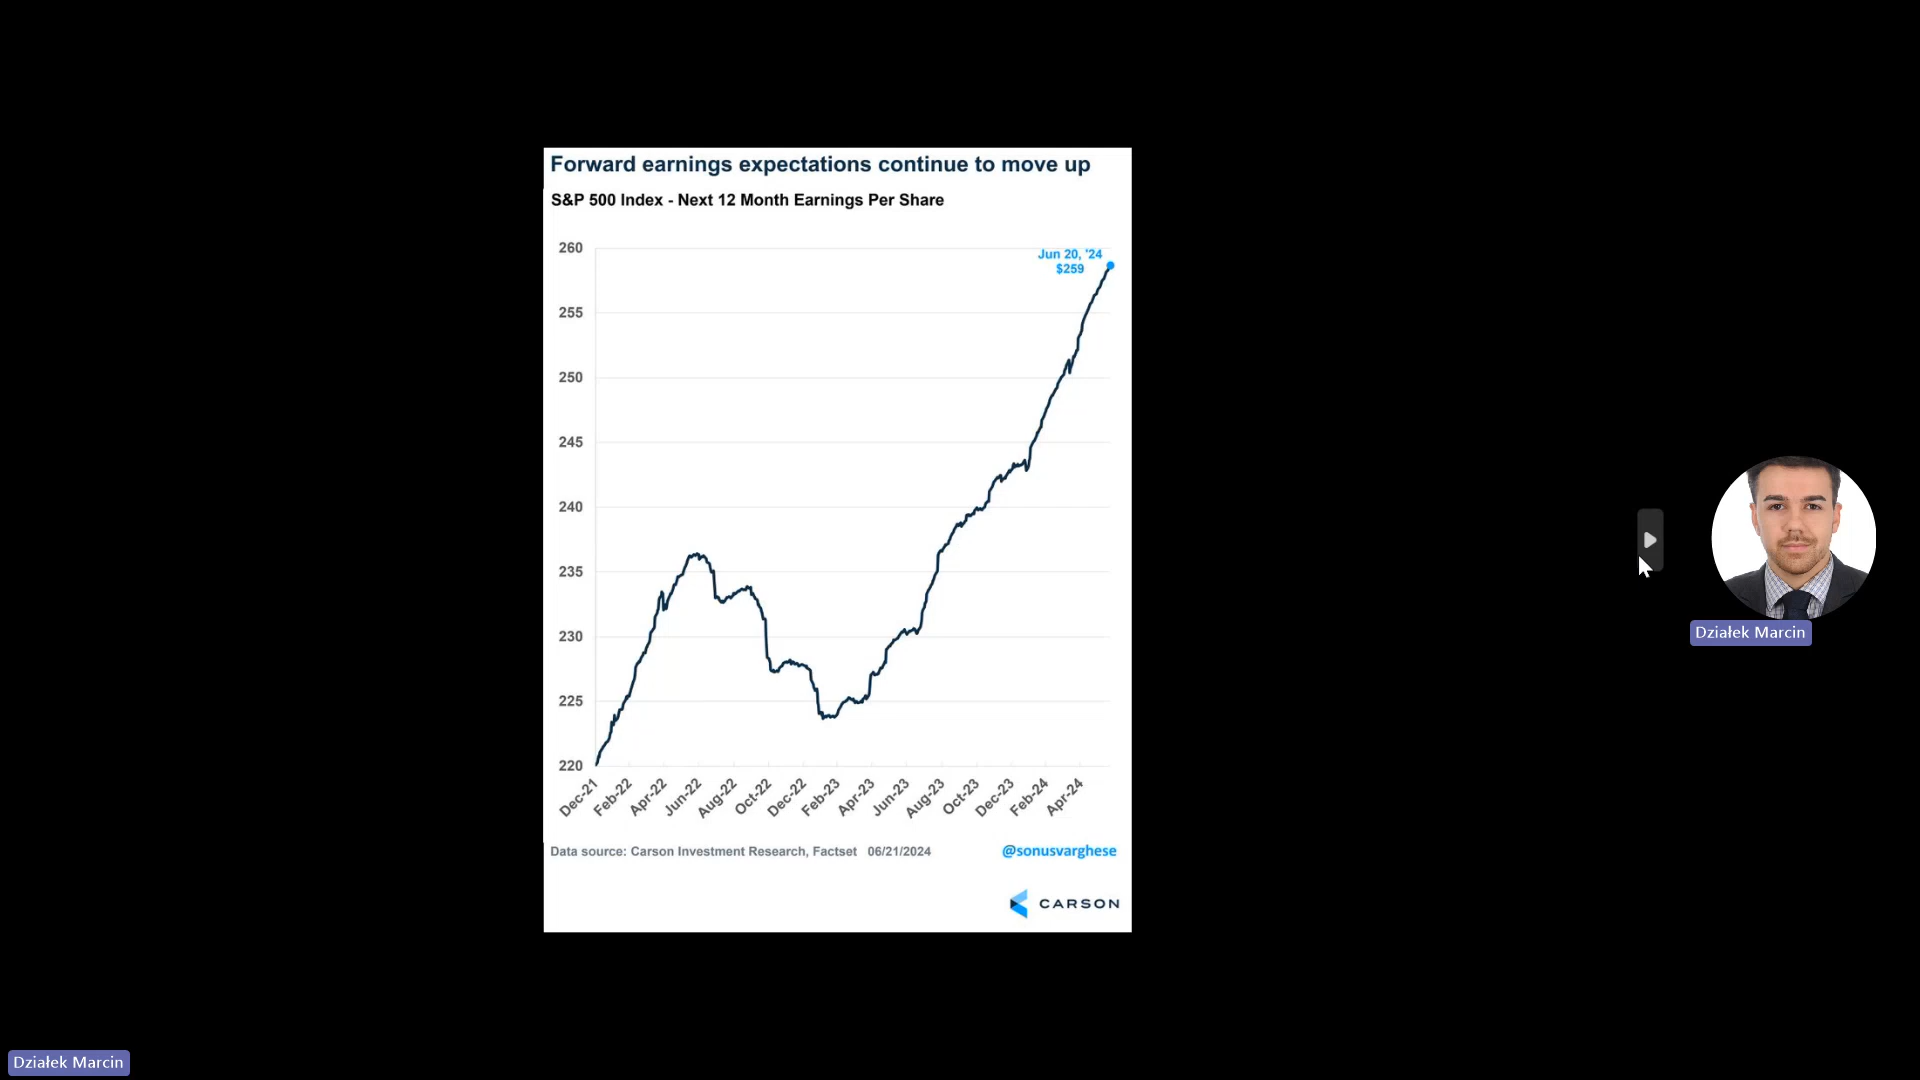 Forward earnings expectations continue to move up
S&P 500 Index - Next 12 Month Earnings Per Share
260
Jun 20, '24
$259
255
250
245
240
235
230
225
220
Dec-21
Feb-22
Apr-22
Jun-22
Aug-22
Oct-22
Dec-22
Feb-23
Apr-23
Jun-23
Aug-23
Oct-23
Dec-23
Feb-24
Apr-24
Data source: Carson Investment Research, Factset 06/21/2024
@sonusvarghese
CARSON
Działek Marcin
Działek Marcin